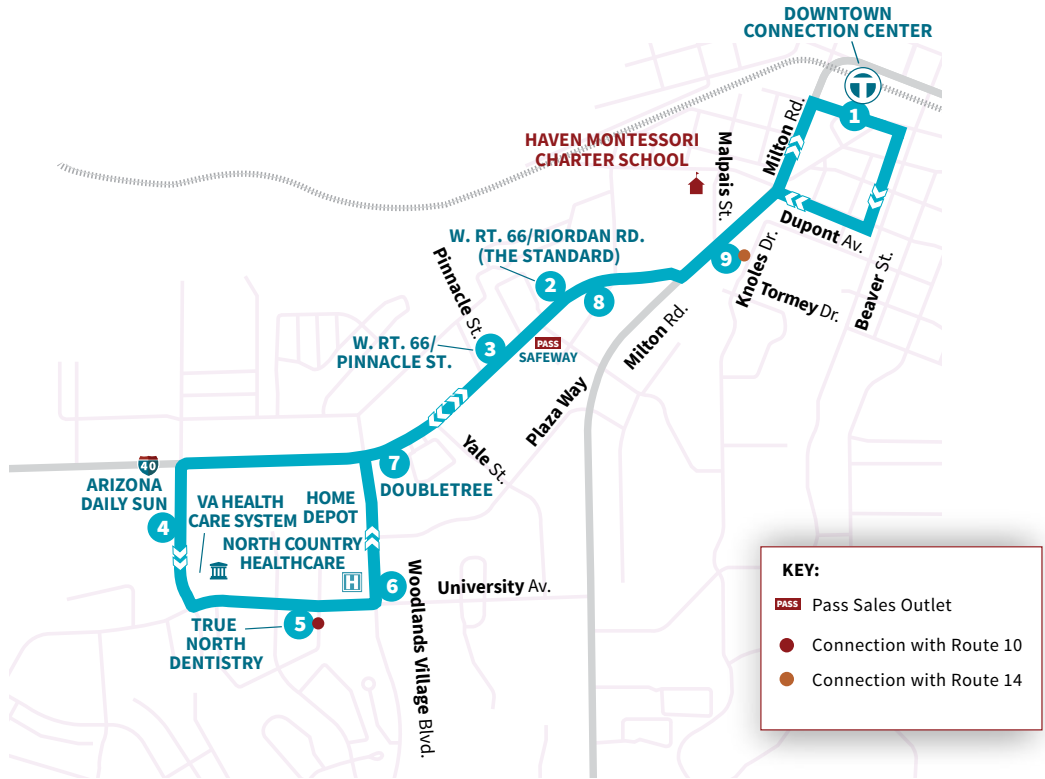 DOWNTOWN
CONNECTION CENTER
1
Milton Rd.
HAVEN MONTESSORI
CHARTER SCHOOL
Malpais St.
Dupont Av.
9
Knoles Dr.
Tormey Dr.
Beaver St.
W. RT. 66/RIORDAN RD.
(THE STANDARD)
2
8
Pinnacle St.
W. RT. 66/
PINNACLE ST.
3
PASS
SAFEWAY
Milton Rd.
Plaza Way
Yale St.
7
DOUBLETREE
40
ARIZONA
DAILY SUN
4
VA HEALTH
CARE SYSTEM
HOME
DEPOT
NORTH COUNTRY
HEALTHCARE
H
6
University Av.
Woodlands Village Blvd.
5
TRUE
NORTH
DENTISTRY
KEY:
PASS Pass Sales Outlet
Connection with Route 10
Connection with Route 14